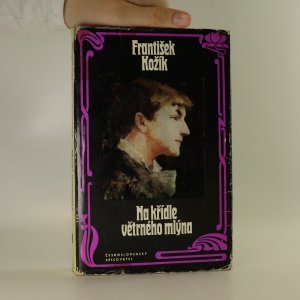 František
Kožík
Na křídle
větrného mlýna
ČESKOSLOVENSKÝ
SPISOVATEL